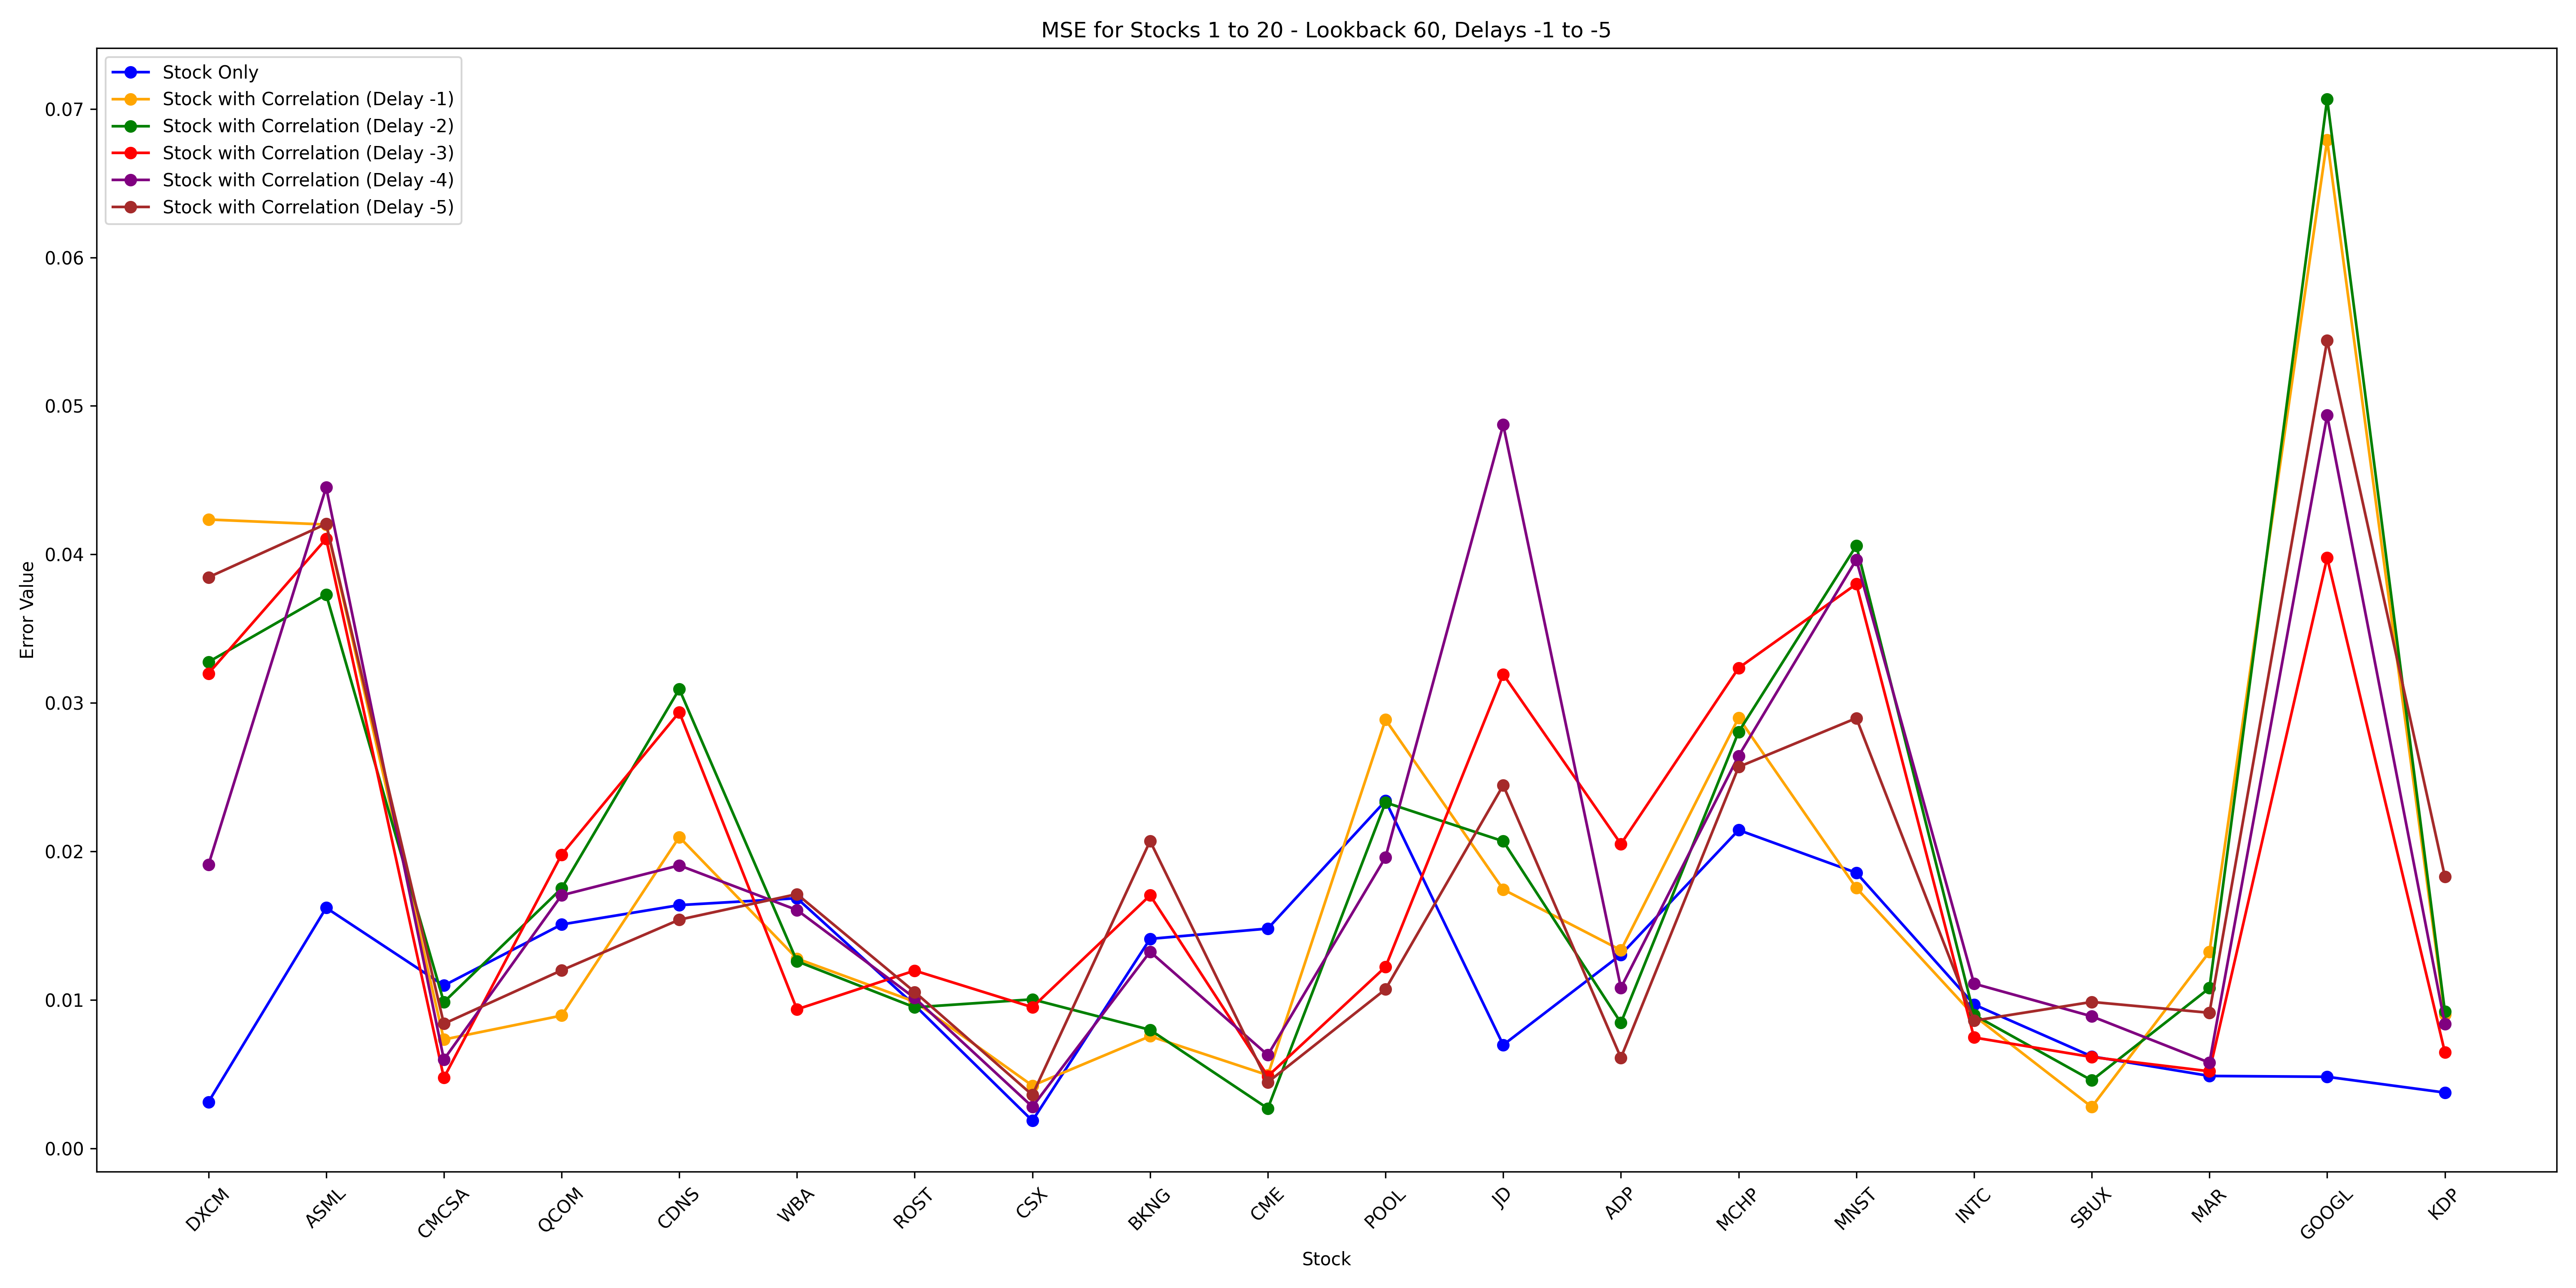 MSE for Stocks 1 to 20 - Lookback 60, Delays -1 to -5
Stock Only
Stock with Correlation (Delay -1)
Stock with Correlation (Delay -2)
Stock with Correlation (Delay -3)
Stock with Correlation (Delay -4)
Stock with Correlation (Delay -5)
Error Value
0.07
0.06
0.05
0.04
0.03
0.02
0.01
0.00
DXCM
ASML
CMCSA
QCOM
CDNS
WBA
ROST
CSX
BKNG
CME
POOL
JD
ADP
MCHP
MNST
INTC
SBUX
MAR
GOOGL
KDP
Stock